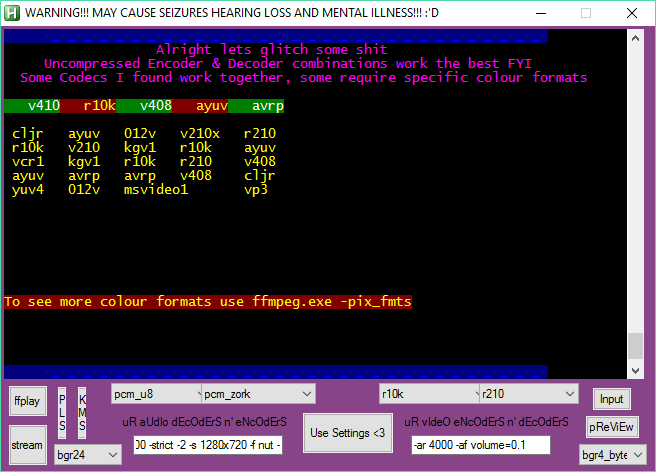 WARNING!!! MAY CAUSE SEIZURES HEARING LOSS AND MENTAL ILLNESS!!! :'D
Alright lets glitch some shit
Uncompressed Encoder & Decoder combinations work the best FYI
Some Codecs I found work together, some require specific colour formats
v410 r10k v408 ayuv avrp
cljr ayuv 012v v210x r210
r10k v210 kgv1 r10k ayuv
vcr1 kgv1 r10k r210 v408
ayuv avrp avrp v408 cljr
yuv4 012v msvideo1 vp3
To see more colour formats use ffmpeg.exe -pix_fmts
ffplay PLS KMS pcm_u8 pcm_zork r10k r210 Input
uR aUdIo dEcOdErS n' eNcOdErS Use Settings <3 uR vIdeO eNcOdErS n' dEcOdErS pReViEw
stream 00 -strict -2 -s 1280x720 -f nut - -ar 4000 -af volume=0.1
bgr24 bgr4_byte